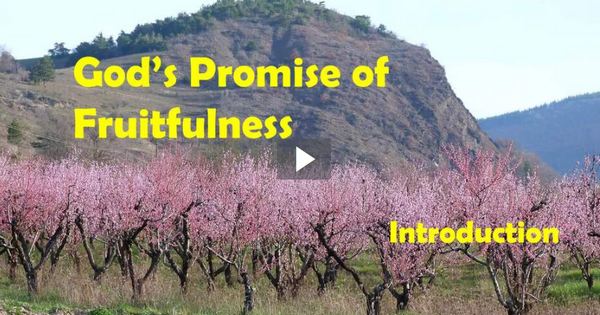 God's Promise of
Fruitfulness
Introduction